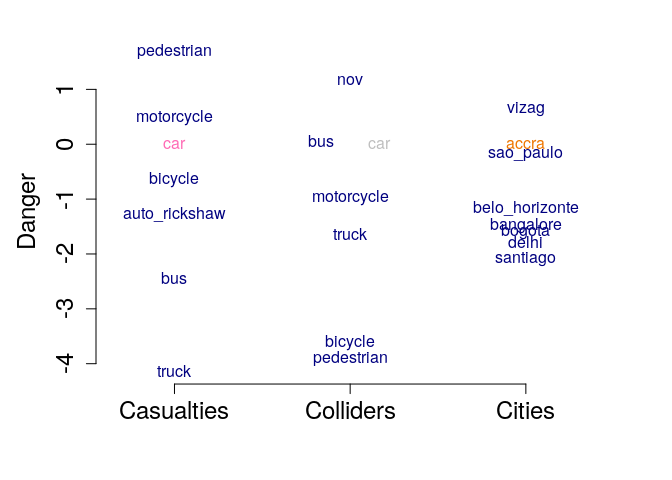 pedestrian
motorcycle
car
bicycle
auto_rickshaw
bus
truck
nov
bus
car
motorcycle
truck
bicycle
pedestrian
vizag
accra
sao_paulo
belo_horizonte
bangalore
bogota
delhi
santiago
Danger
1
0
-1
-2
-3
-4
Casualties
Colliders
Cities